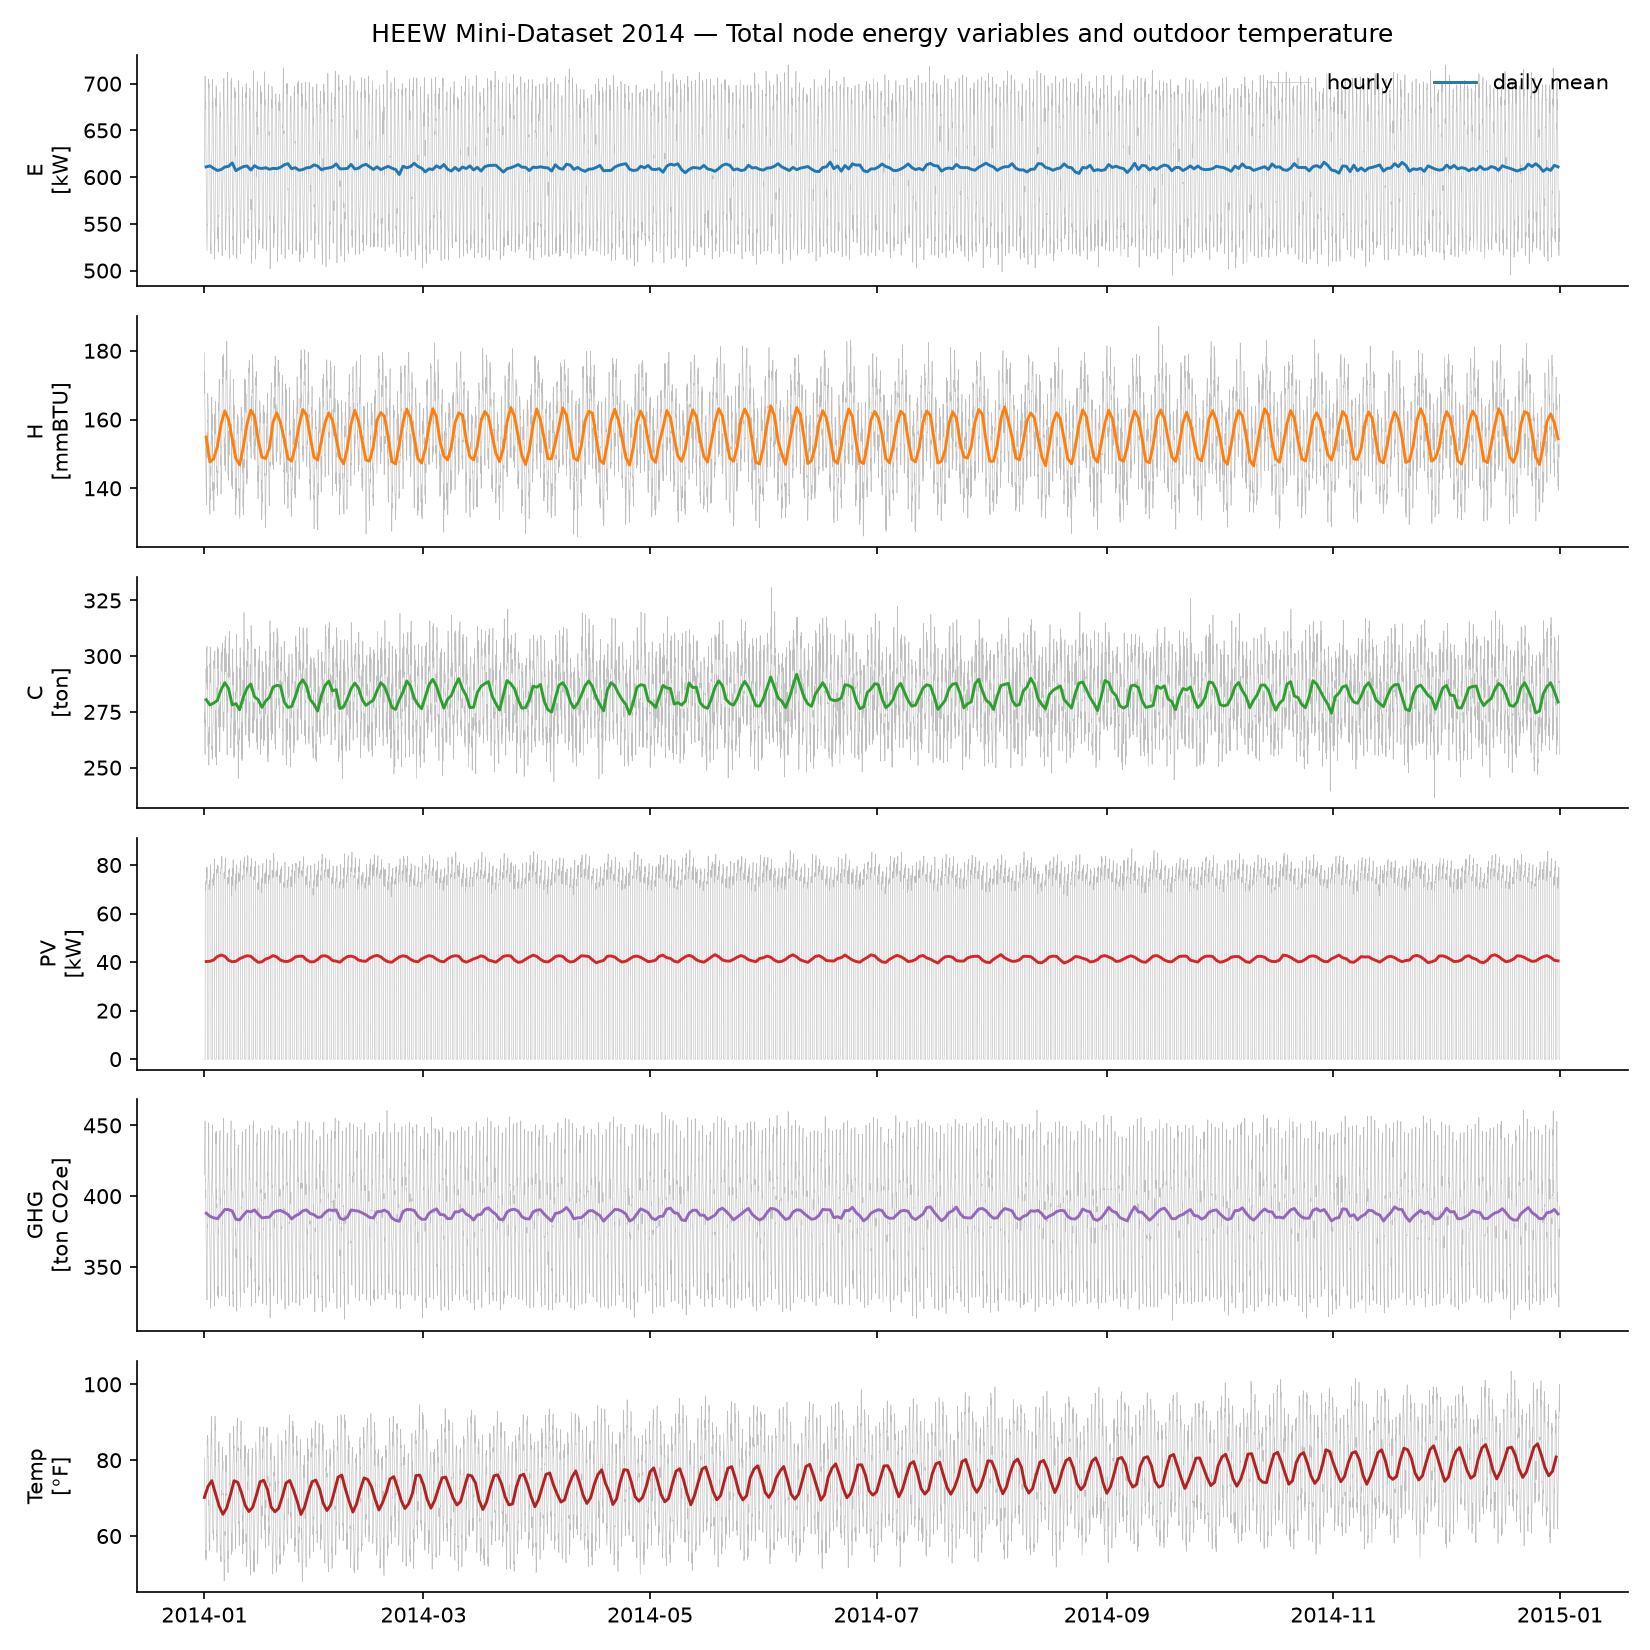 HEEW Mini-Dataset 2014 — Total node energy variables and outdoor temperature
hourly
daily mean
E
[kW]
700
650
600
550
500
H
[mmBTU]
180
160
140
C
[ton]
325
300
275
250
PV
[kW]
80
60
40
20
0
GHG
[ton CO2e]
450
400
350
Temp
[°F]
100
80
60
2014-01
2014-03
2014-05
2014-07
2014-09
2014-11
2015-01